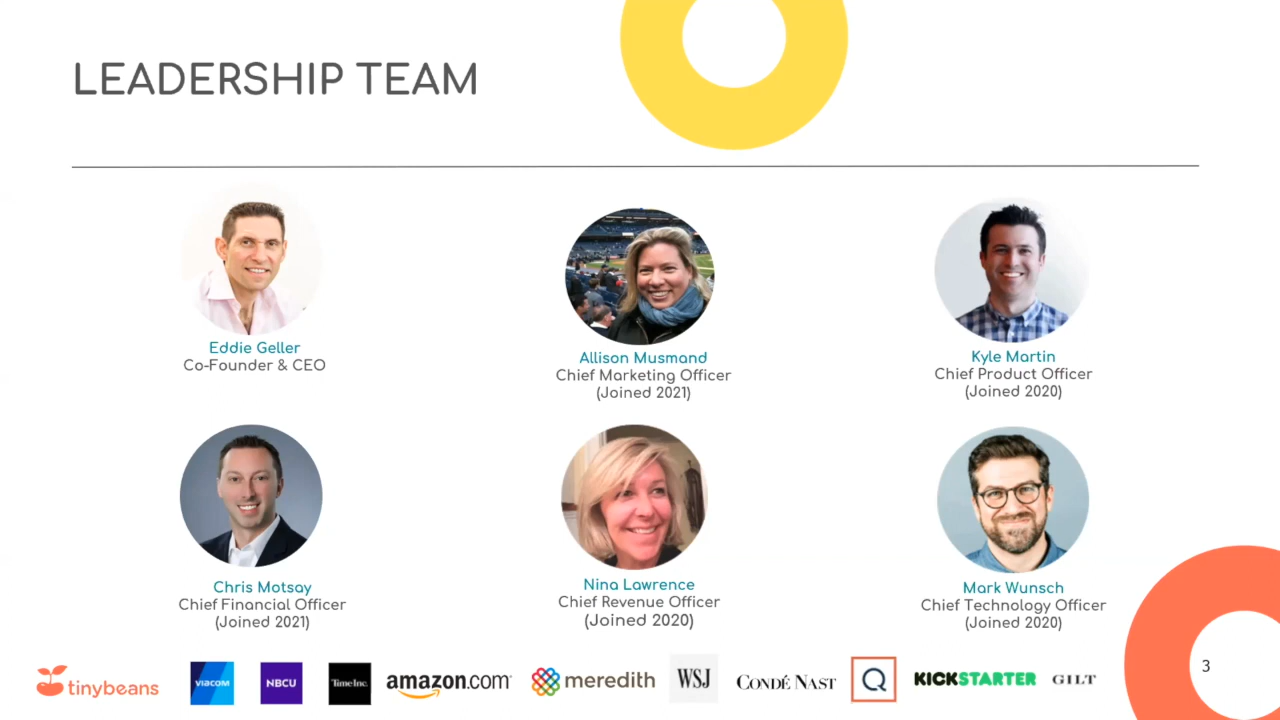 LEADERSHIP TEAM
Eddie Geller
Co-Founder & CEO
Allison Musmand
Chief Marketing Officer
(Joined 2021)
Kyle Martin
Chief Product Officer
(Joined 2020)
Chris Motsay
Chief Financial Officer
(Joined 2021)
Nina Lawrence
Chief Revenue Officer
(Joined 2020)
Mark Wunsch
Chief Technology Officer
(Joined 2020)
tinybeans
VIACOM
NBCU
TimeInc.
amazon.com
meredith
WSJ
CONDÉ NAST
Q
KICKSTARTER
GILT
3